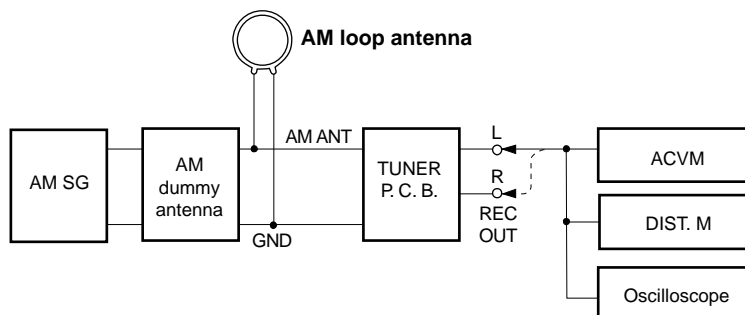 AM loop antenna
AM SG
AM
dummy
antenna
AM ANT
GND
TUNER
P. C. B.
L
R
REC
OUT
ACVM
DIST. M
Oscilloscope